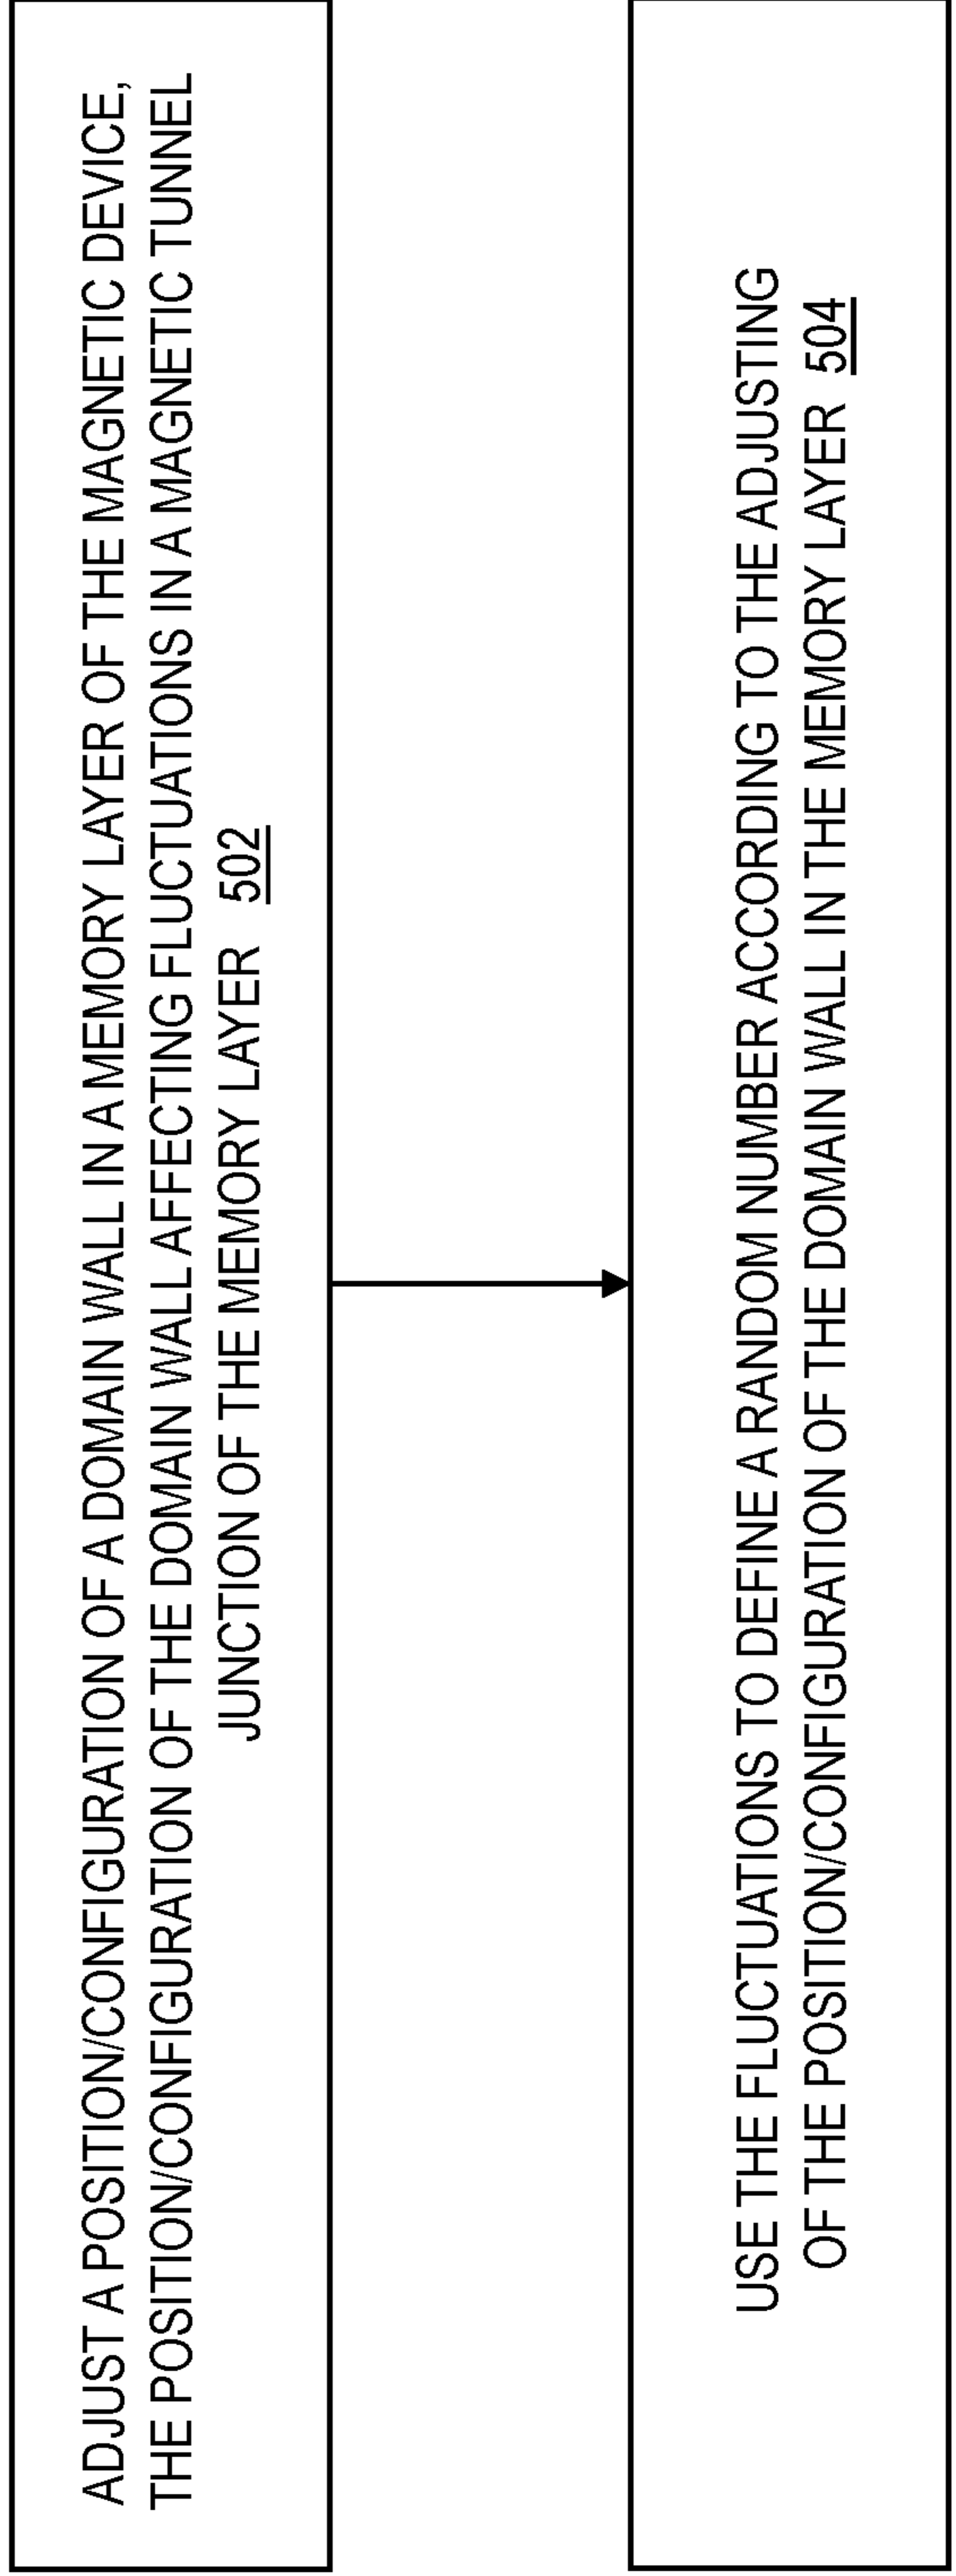 ADJUST A POSITION/CONFIGURATION OF A DOMAIN WALL IN A MEMORY LAYER OF THE MAGNETIC DEVICE,
THE POSITION/CONFIGURATION OF THE DOMAIN WALL AFFECTING FLUCTUATIONS IN A MAGNETIC TUNNEL
JUNCTION OF THE MEMORY LAYER 502
USE THE FLUCTUATIONS TO DEFINE A RANDOM NUMBER ACCORDING TO THE ADJUSTING
OF THE POSITION/CONFIGURATION OF THE DOMAIN WALL IN THE MEMORY LAYER 504